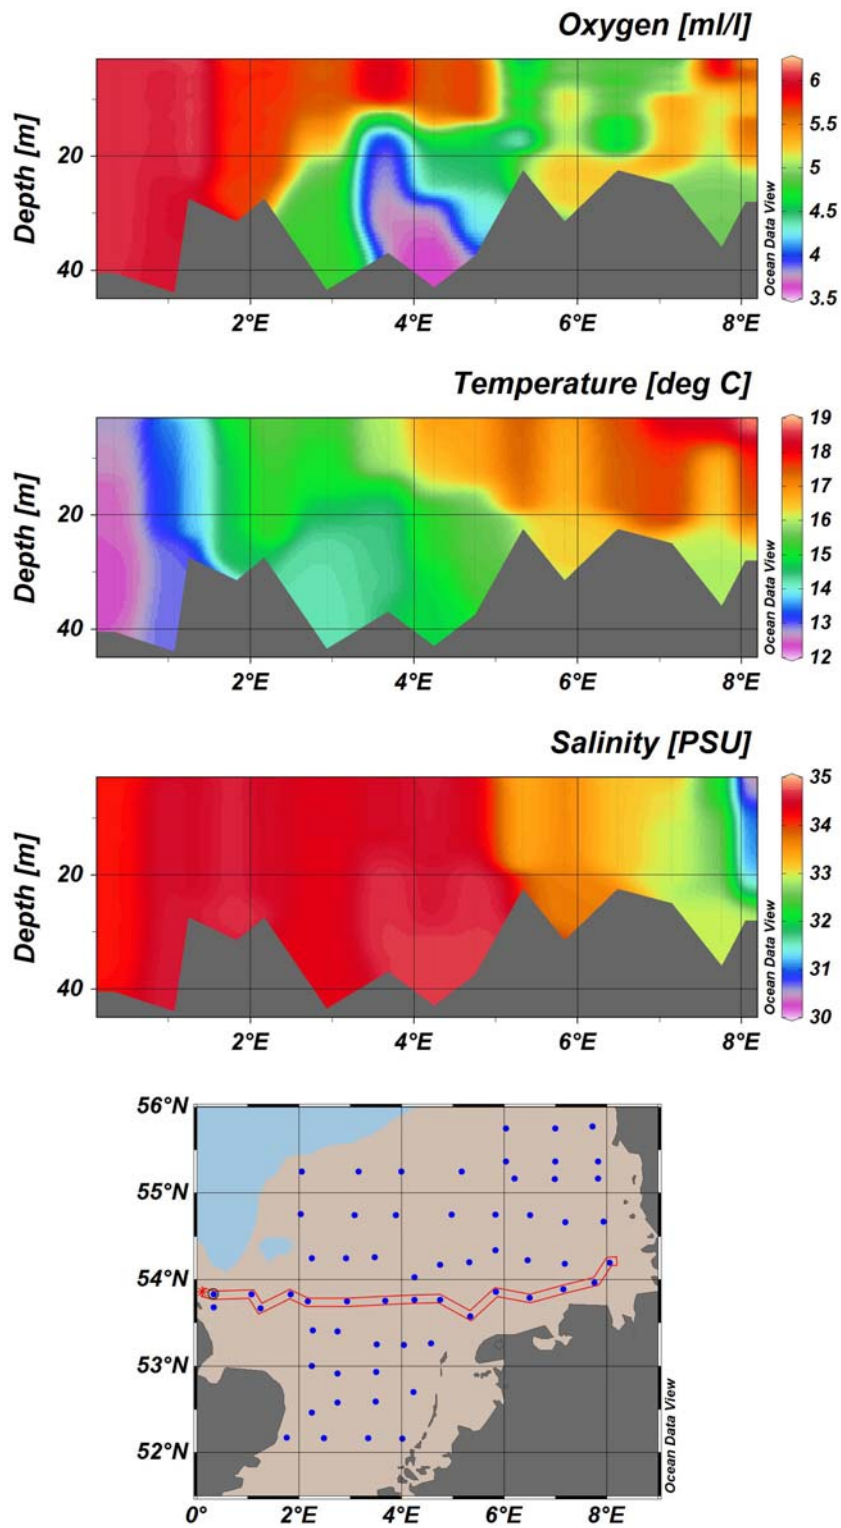 Oxygen [ml/l]
Depth [m]
20
40
2°E 4°E 6°E 8°E
Ocean Data View
6
5.5
5
4.5
4
3.5
Temperature [deg C]
Depth [m]
20
40
2°E 4°E 6°E 8°E
Ocean Data View
19
18
17
16
15
14
13
12
Salinity [PSU]
Depth [m]
20
40
2°E 4°E 6°E 8°E
Ocean Data View
35
34
33
32
31
30
56°N
55°N
54°N
53°N
52°N
0° 2°E 4°E 6°E 8°E
Ocean Data View